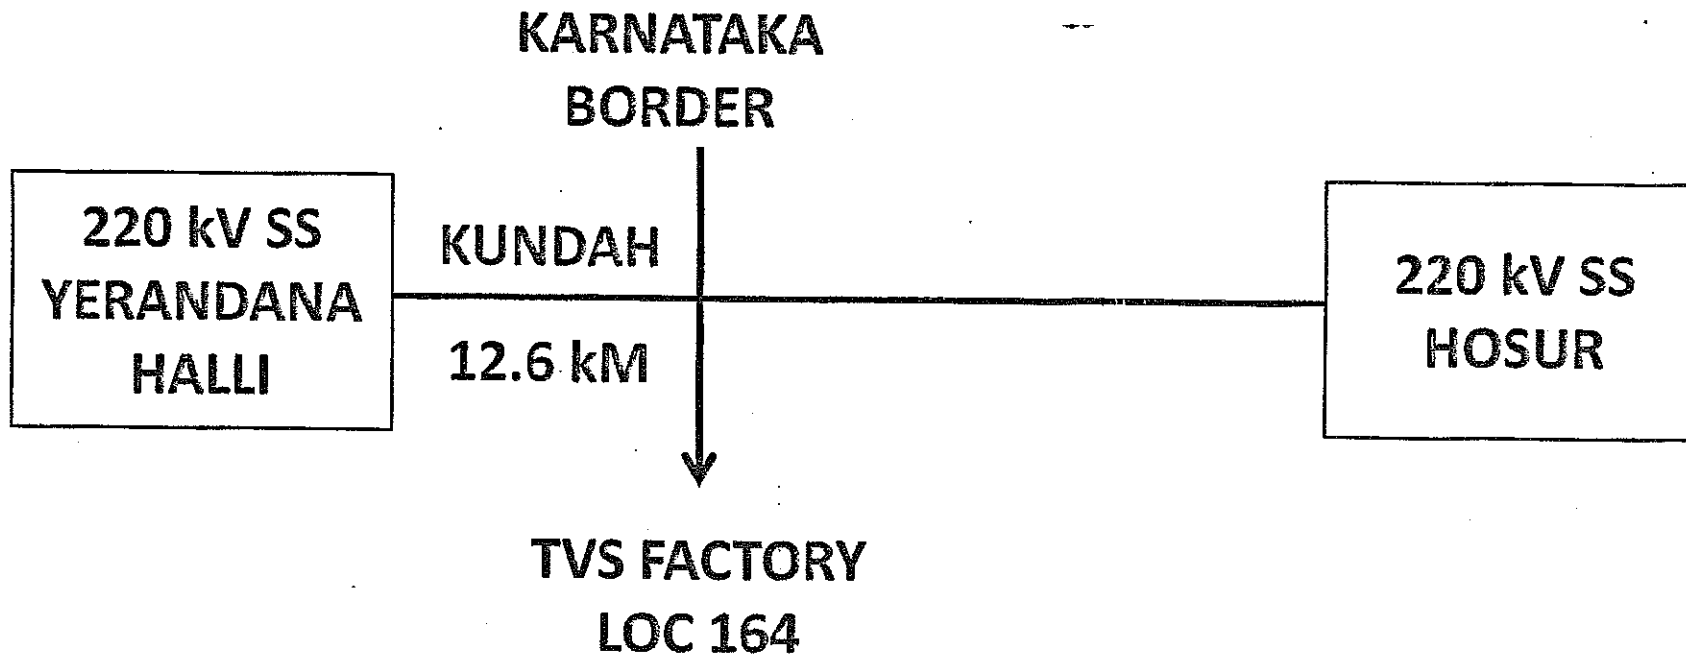 KARNATAKA
BORDER
220 kV SS
YERANDANA
HALLI
KUNDAH
12.6 kM
220 kV SS
HOSUR
TVS FACTORY
LOC 164